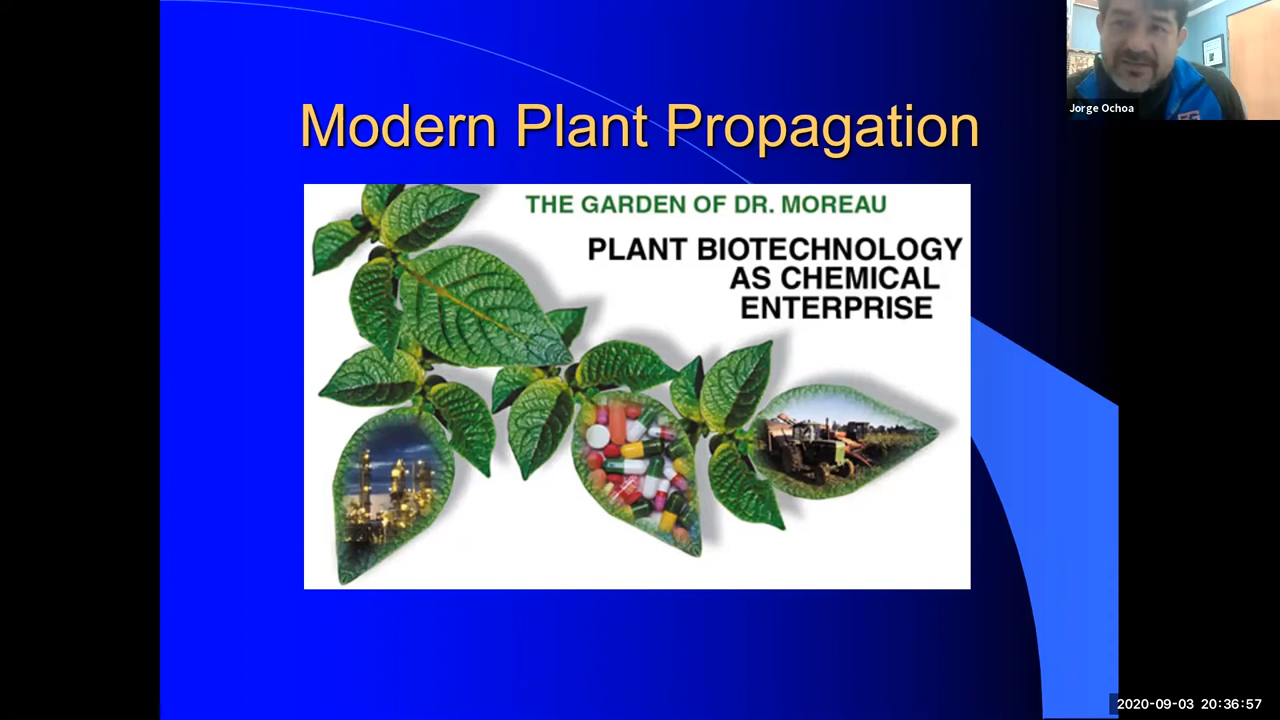 Modern Plant Propagation
THE GARDEN OF DR. MOREAU
PLANT BIOTECHNOLOGY
AS CHEMICAL
ENTERPRISE
Jorge Ochoa
2020-09-03 20:36:57